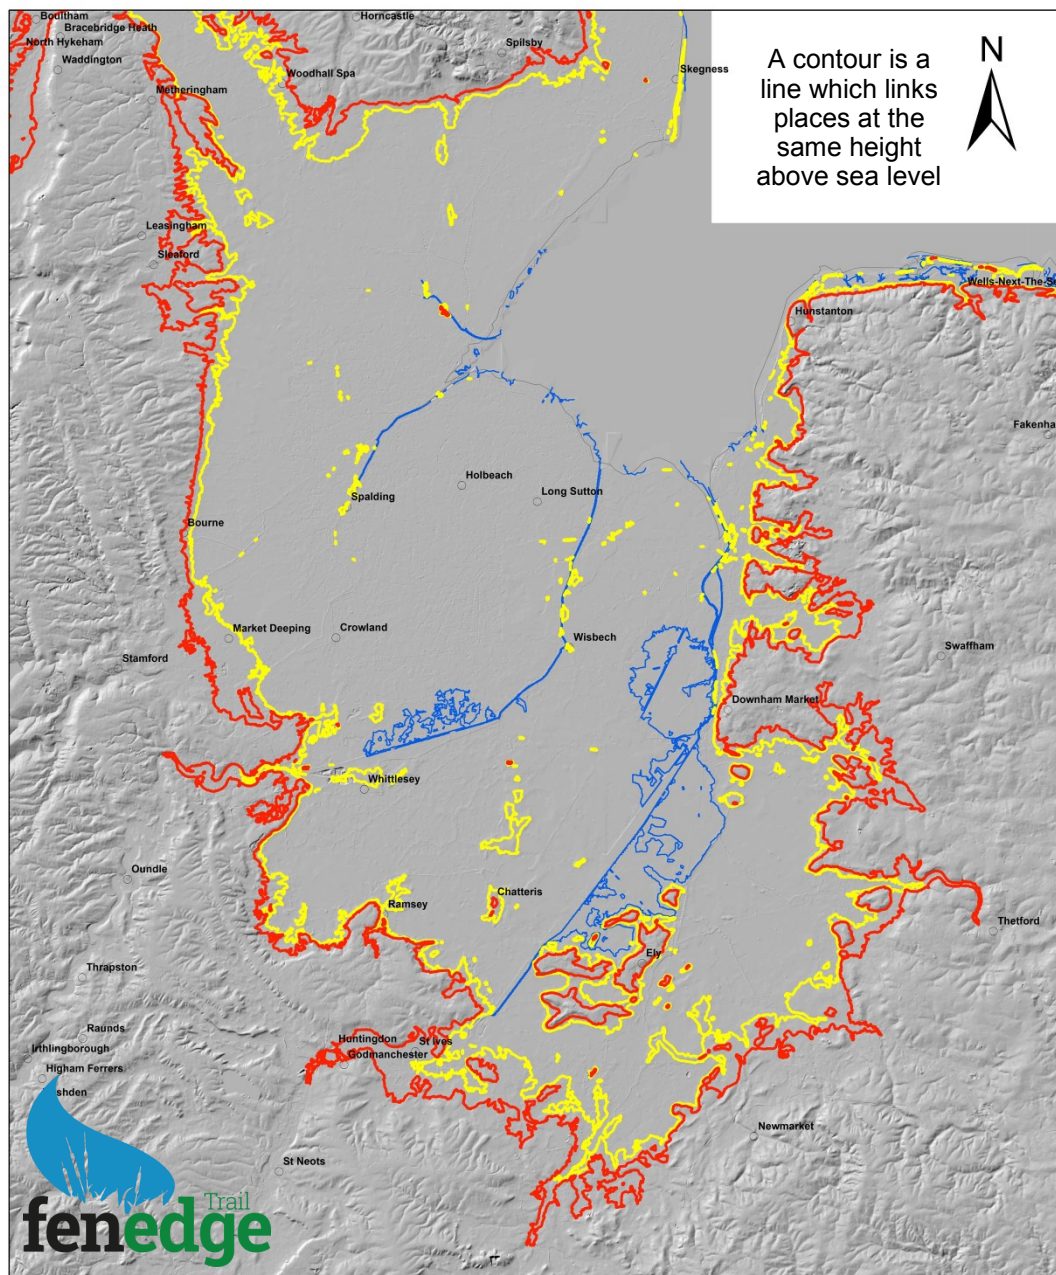 Boultham
Horncastle
Bracebridge Heath
North Hykeham
Spilsby
Waddington
Woodhall Spa
Skegness
Metheringham
A contour is a
line which links
places at the
same height
above sea level
N
Leasingham
Sleaford
Wells-Next-The-Se
Hunstanton
Fakenha
Holbeach
Spalding
Long Sutton
Bourne
Market Deeping
Crowland
Wisbech
Stamford
Swaffham
Downham Market
Whittlesey
Oundle
Chatteris
Ramsey
Thetford
Ely
Thrapston
Raunds
Huntingdon
St Ives
Irthlingborough
Godmanchester
Higham Ferrers
shden
Newmarket
St Neots
Trail
fenedge